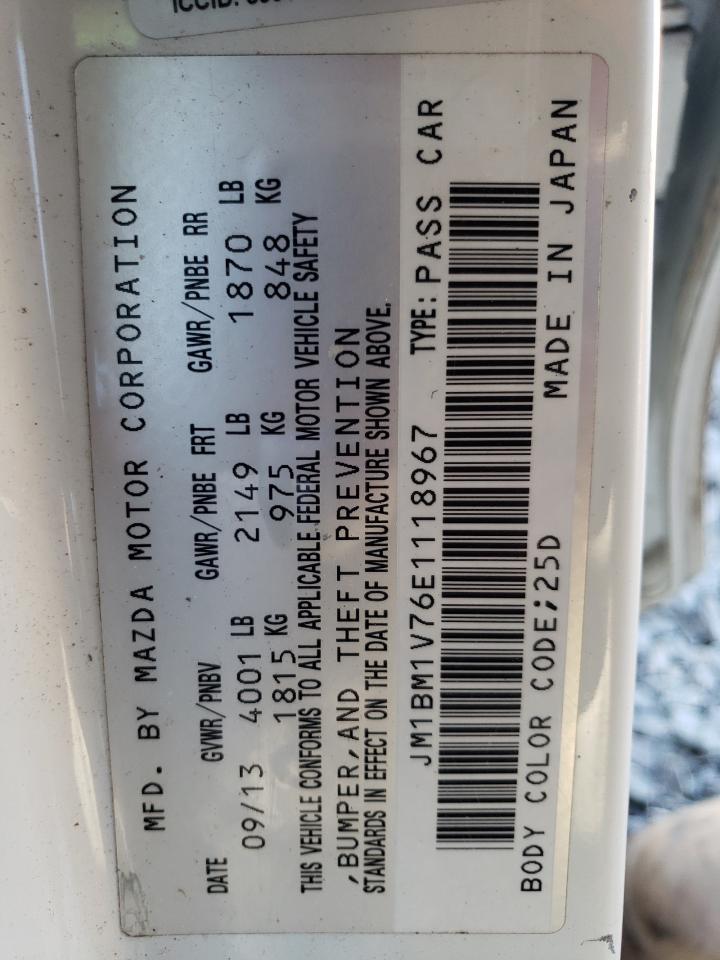 ICCID:
MFD. BY MAZDA MOTOR CORPORATION
DATE GVWR/PNBV GAWR/PNBE FRT GAWR/PNBE RR
09/13 4001 LB 2149 LB 1870 LB
1815 KG 975 KG 848 KG
THIS VEHICLE CONFORMS TO ALL APPLICABLE FEDERAL MOTOR VEHICLE SAFETY
,BUMPER,AND THEFT PREVENTION
STANDARDS IN EFFECT ON THE DATE OF MANUFACTURE SHOWN ABOVE.
JM1BM1V76E1118967 TYPE: PASS CAR
BODY COLOR CODE;25D MADE IN JAPAN